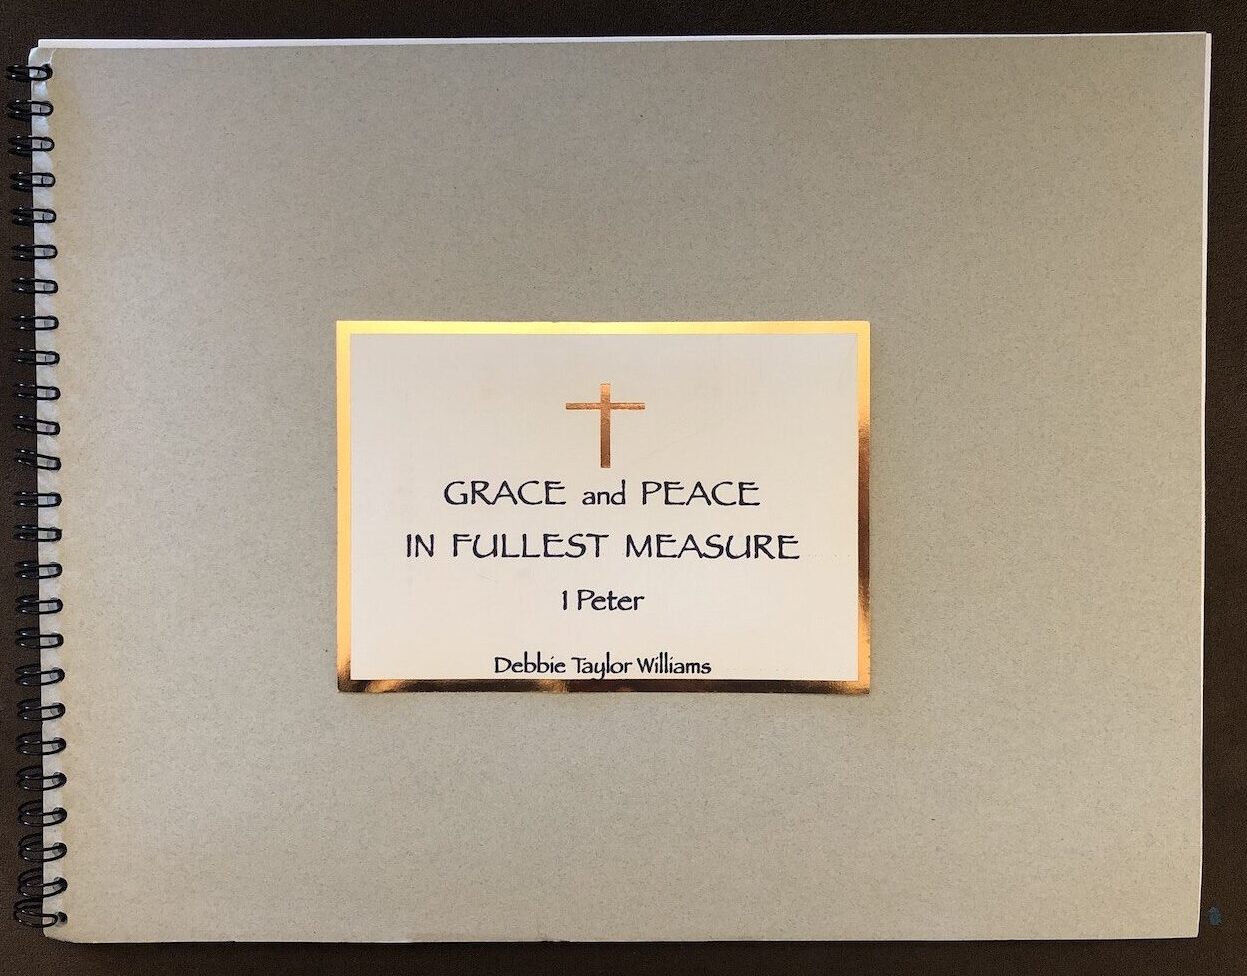 GRACE and PEACE
IN FULLEST MEASURE
1 Peter
Debbie Taylor Williams